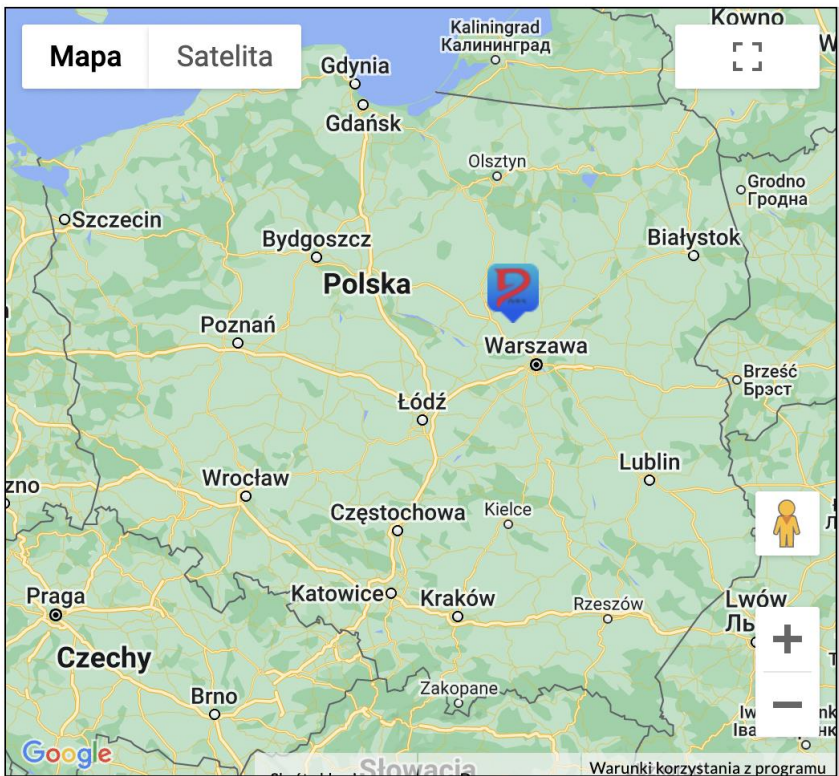 Mapa
Satelita
Kaliningrad
Калининград
Kowno
Gdynia
Gdańsk
Olsztyn
Grodno
Гродна
Szczecin
Bydgoszcz
Białystok
Polska
Poznań
Warszawa
Brześć
Брэст
Łódź
Wrocław
Lublin
Częstochowa
Kielce
Praga
Katowice
Kraków
Rzeszów
Lwów
Czechy
Brno
Zakopane
Google
Słowacja
Warunki korzystania z programu